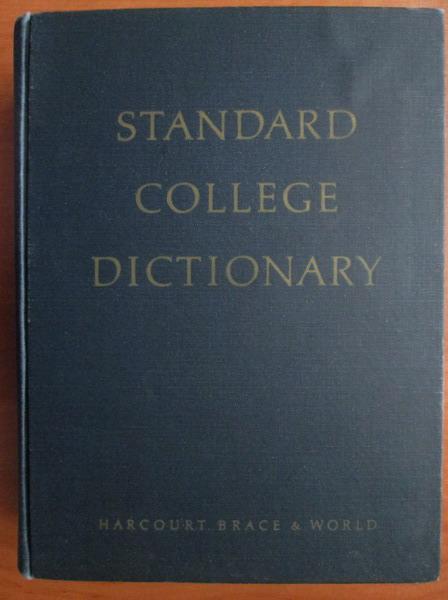 STANDARD
COLLEGE
DICTIONARY
HARCOURT BRACE & WORLD